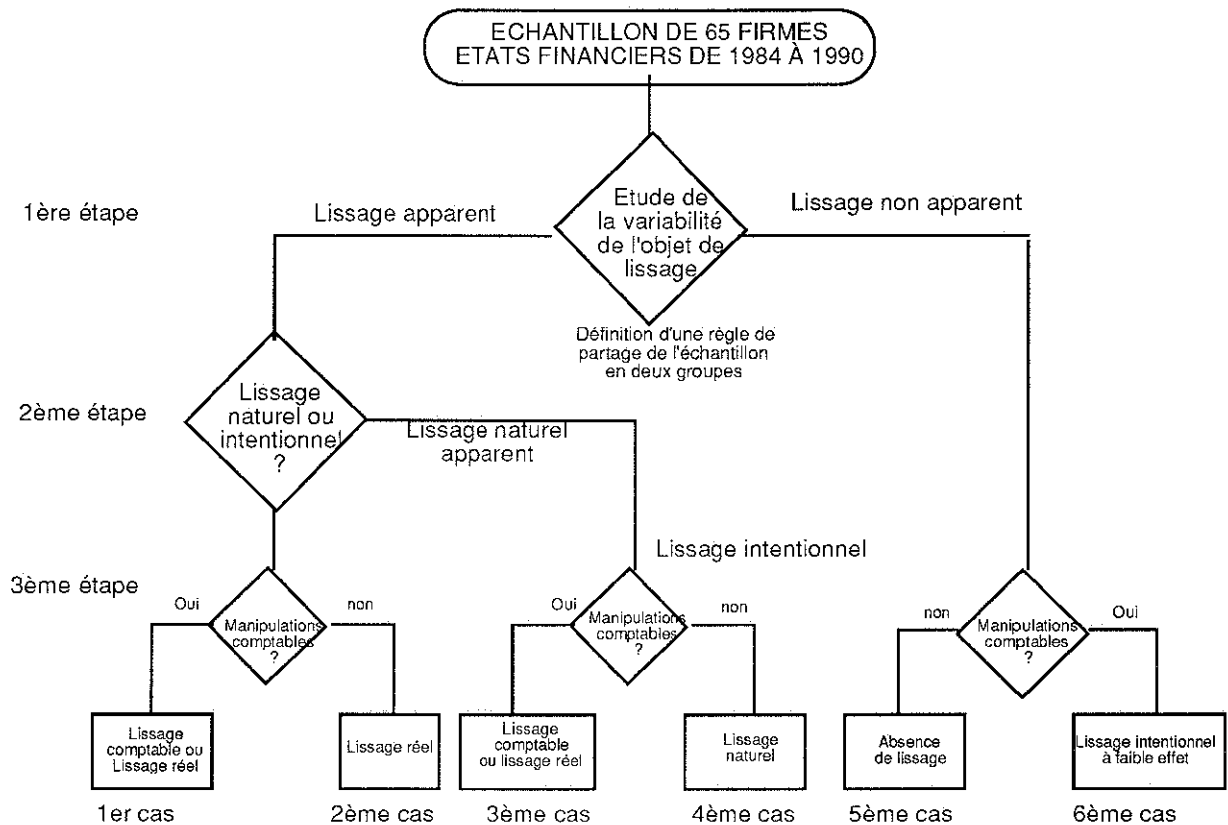 ECHANTILLON DE 65 FIRMES
ETATS FINANCIERS DE 1984 À 1990
1ère étape
Lissage apparent
Etude de
la variabilité
de l'objet de
lissage
Lissage non apparent
Définition d'une règle de
partage de l'échantillon
en deux groupes
2ème étape
Lissage
naturel ou
intentionnel
?
Lissage naturel
apparent
Lissage intentionnel
3ème étape
Oui
Manipulations
comptables
?
non
Oui
Manipulations
comptables
?
non
non
Manipulations
comptables
?
Oui
Lissage
comptable ou
Lissage réel
Lissage réel
Lissage
comptable
ou lissage réel
Lissage
naturel
Absence
de lissage
Lissage intentionnel
à faible effet
1er cas
2ème cas
3ème cas
4ème cas
5ème cas
6ème cas